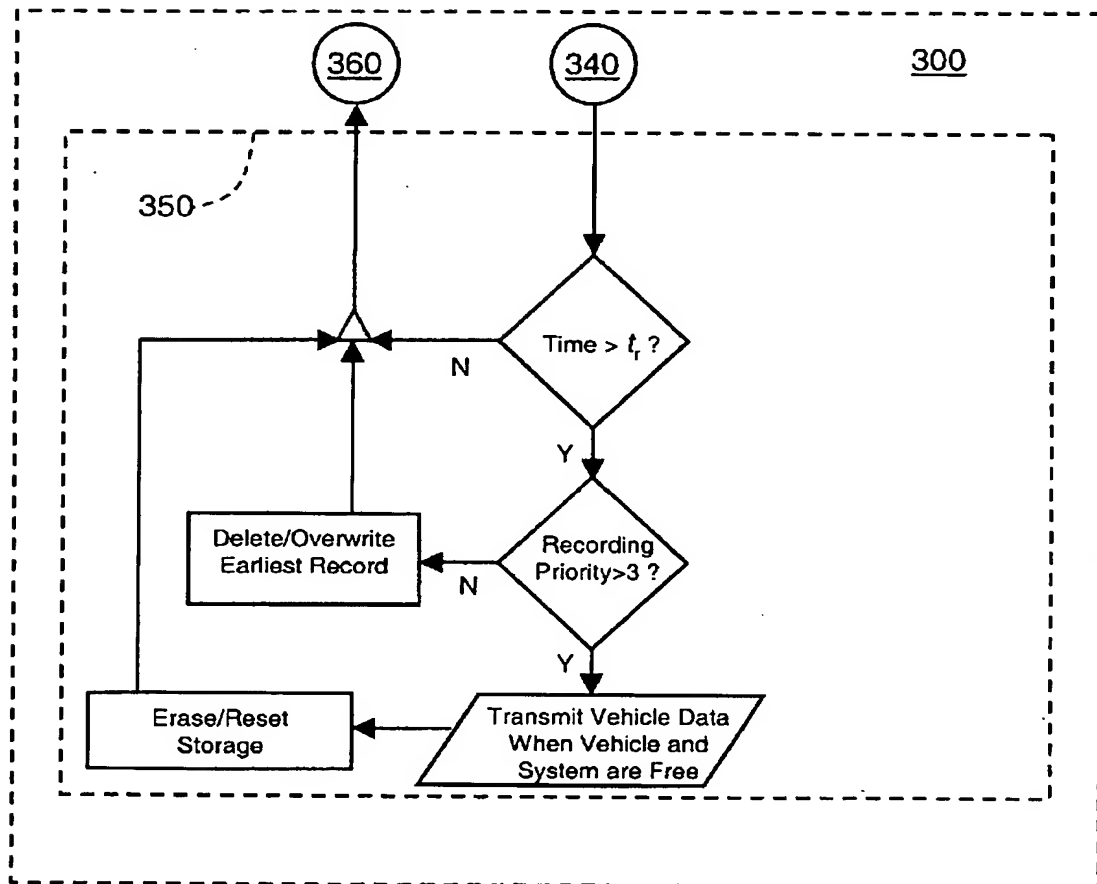 360
340
300
350
Time > tr ?
N
Y
Delete/Overwrite
Earliest Record
Recording
Priority>3 ?
N
Y
Erase/Reset
Storage
Transmit Vehicle Data
When Vehicle and
System are Free